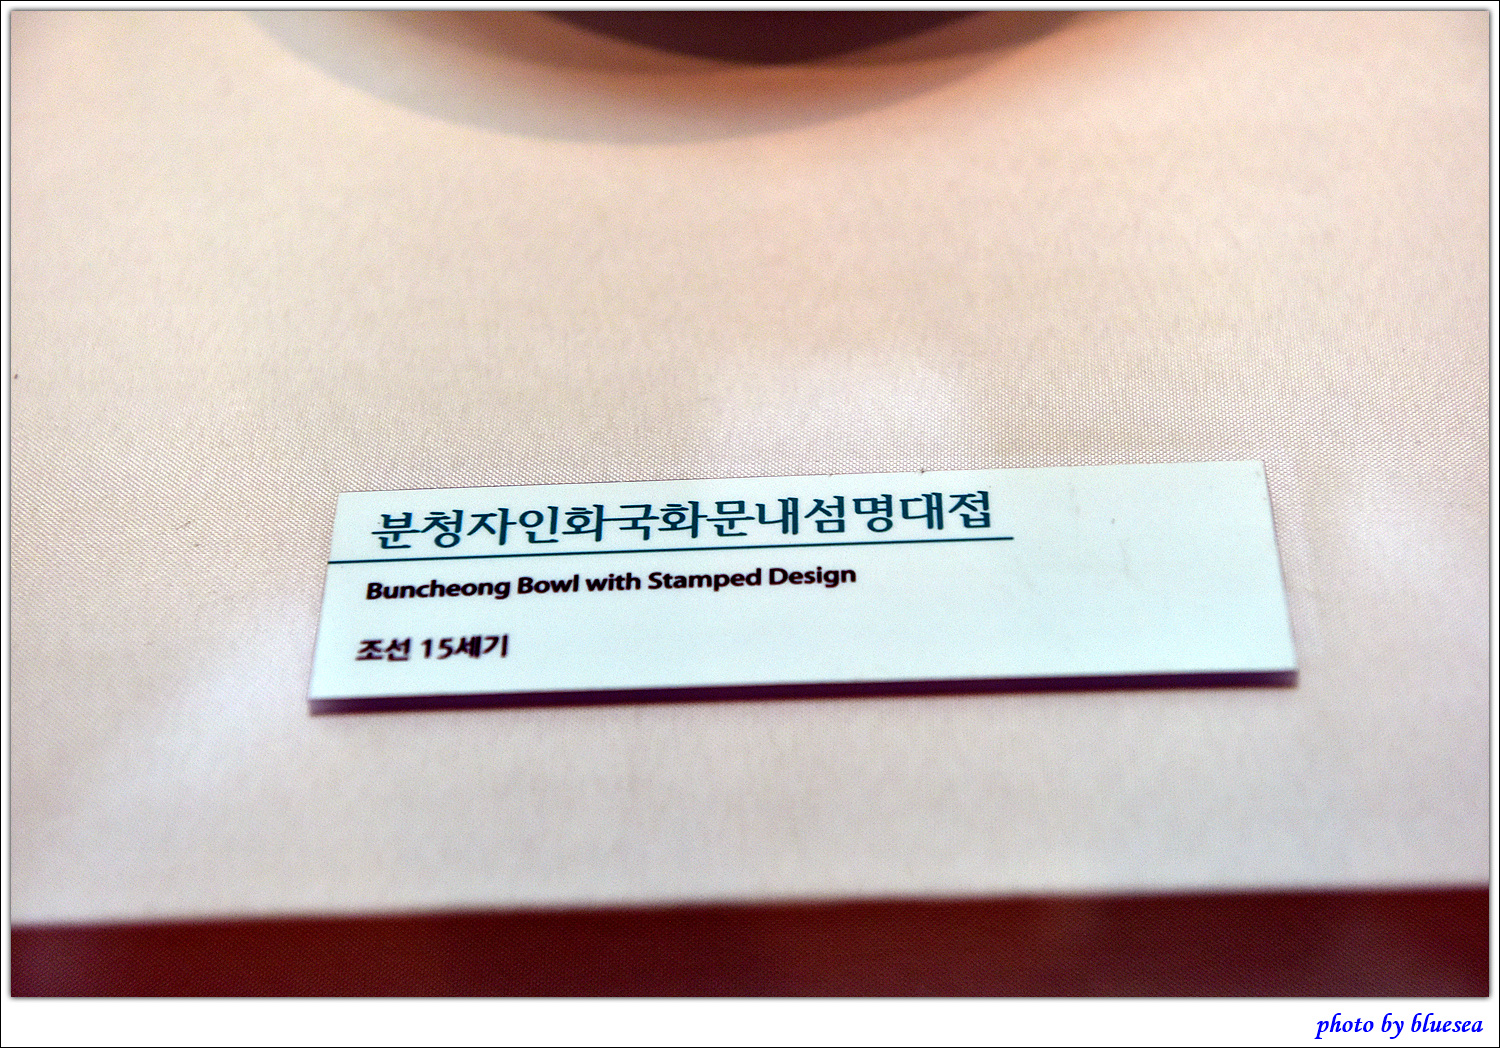 분청자인화국화문내섬명대접
Buncheong Bowl with Stamped Design
조선 15세기
photo by bluesea